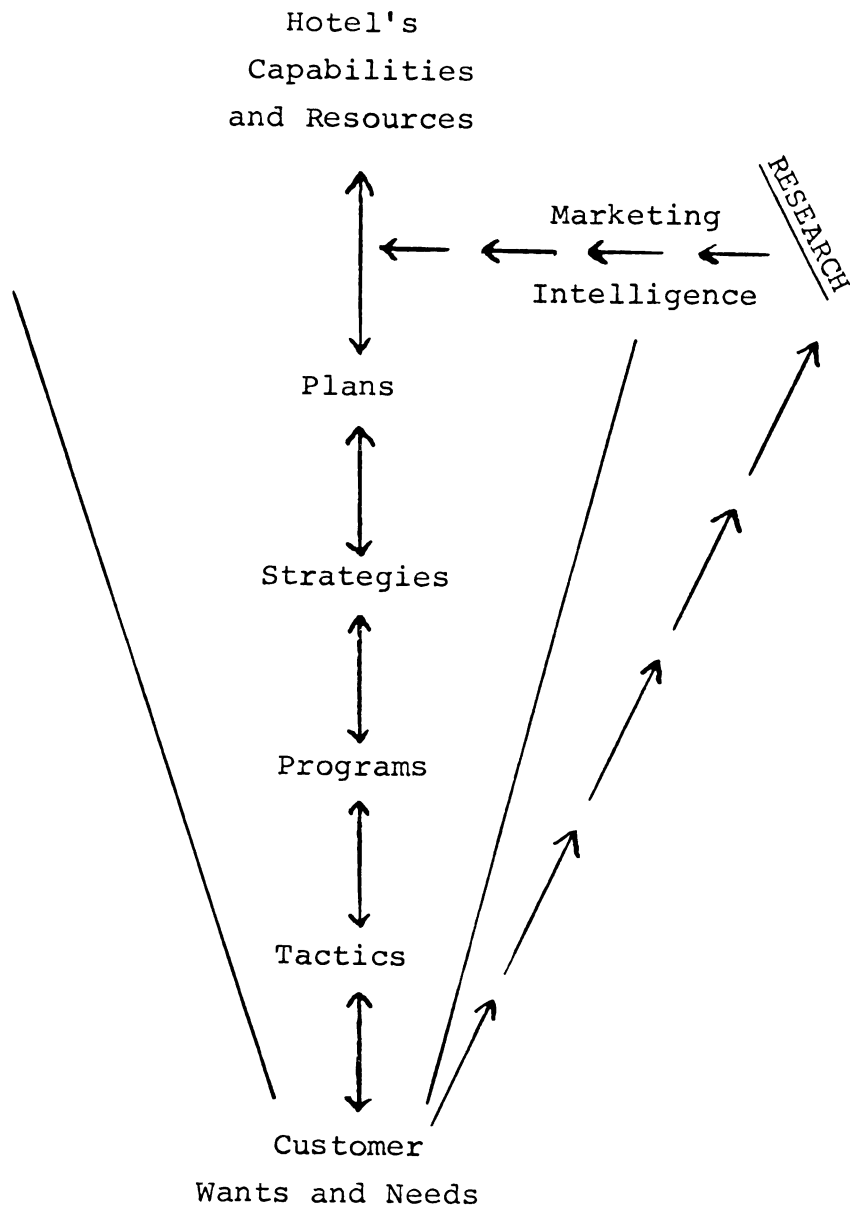 Hotel's
Capabilities
and Resources
Marketing
Intelligence
RESEARCH
Plans
Strategies
Programs
Tactics
Customer
Wants and Needs